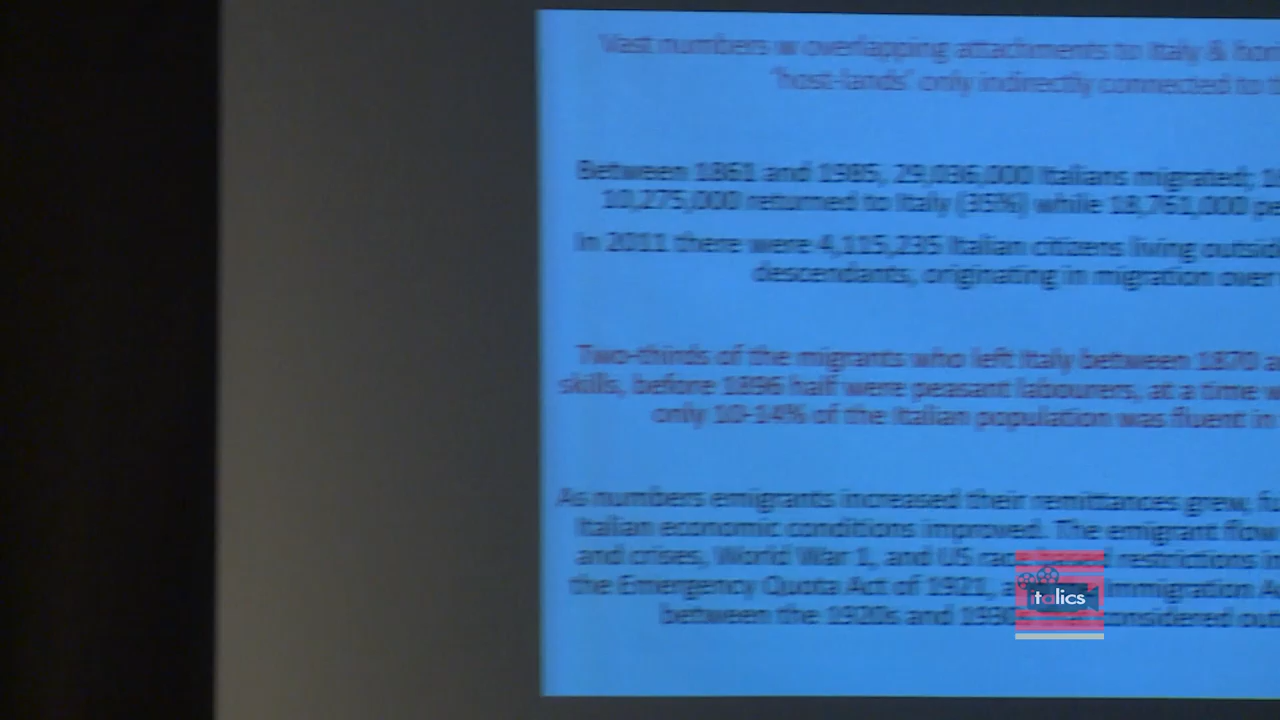 Vast numbers w overlapping attachments to Italy &
'host-lands' only indirectly connected to
Between 1861 and 1985, 29,036,000 Italians migrated;
10,275,000 returned to Italy (35%) while 18,761,000
In 2011 there were 4,115,235 Italian citizens living
descendants, originating in migration over
Two-thirds of the migrants who left Italy between 1870
skills, before 1896 half were peasant labourers, at a time
only 10-14% of the Italian population was fluent in
As numbers emigrants increased their remittances grew,
Italian economic conditions improved. The emigrant flow
and crises, World War 1, and US restrictions
the Emergency Quota Act of 1921, Immigration
between the 1920s and considered
italics